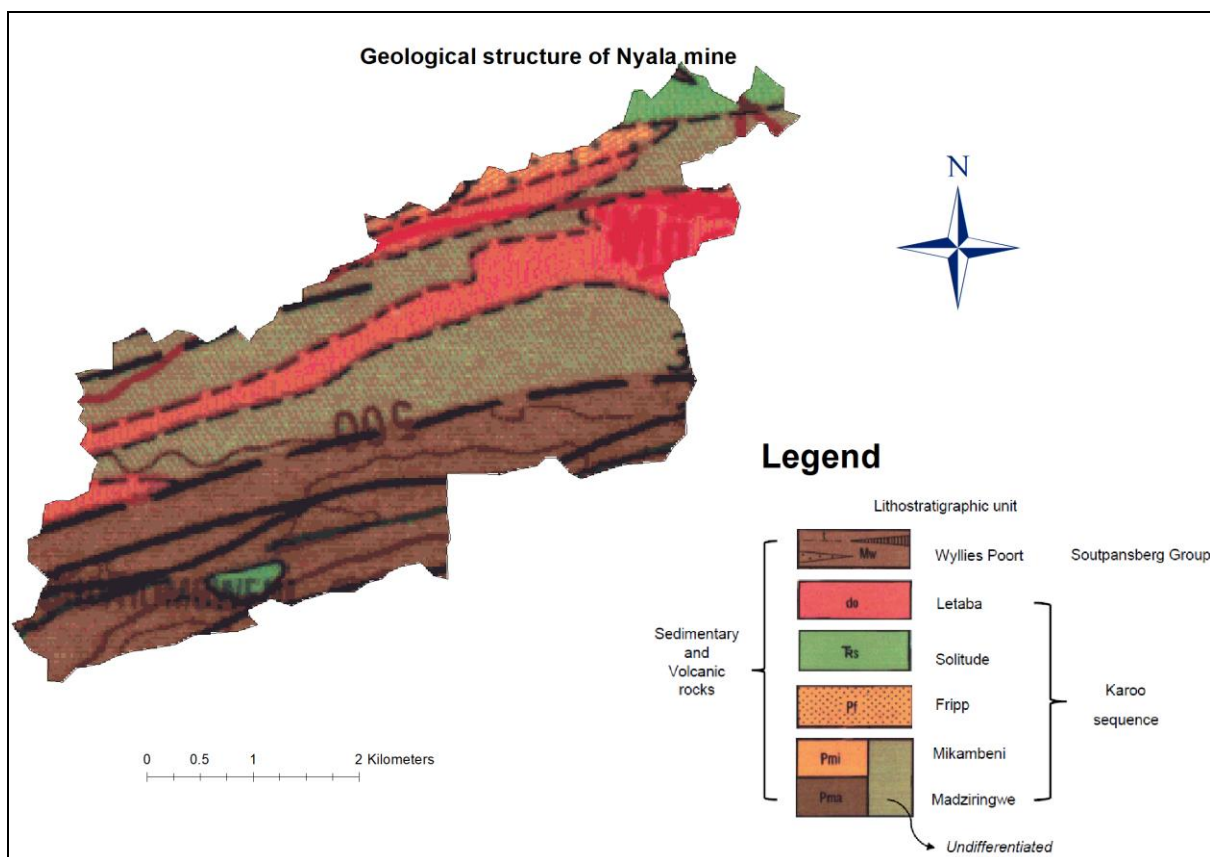 Geological structure of Nyala mine
N
500
Legend
Lithostratigraphic unit
Mw
Wyllies Poort
Soutpansberg Group
do
Letaba
Sedimentary
and
Volcanic
rocks
Solitude
Pf
Fripp
Karoo
sequence
Pmi
Mikambeni
Pma
Madziringwe
Undifferentiated
0 0.5 1 2 Kilometers